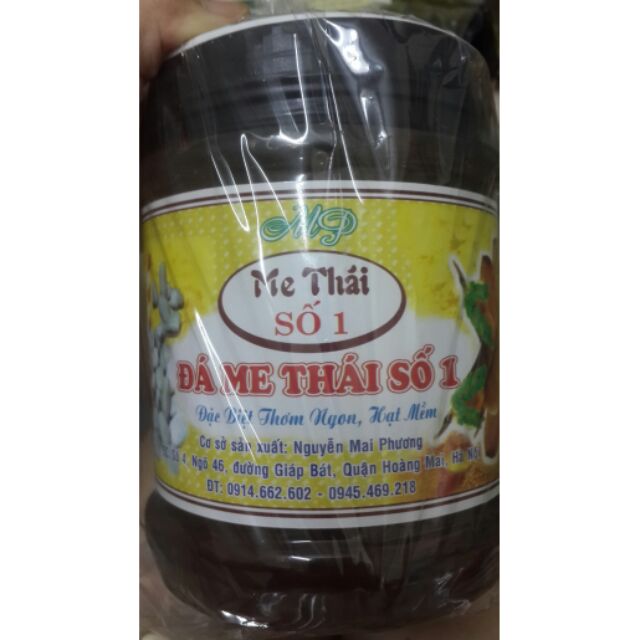 MP
Me Thái
SỐ 1
ĐÁ ME THÁI SỐ 1
Đặc Biệt Thơm Ngon, Hạt Mềm
Cơ sở sản xuất: Nguyễn Mai Phương
Số 4, Ngõ 46, đường Giáp Bát, Quận Hoàng Mai, Hà Nội
ĐT: 0914.662.602 - 0945.469.218